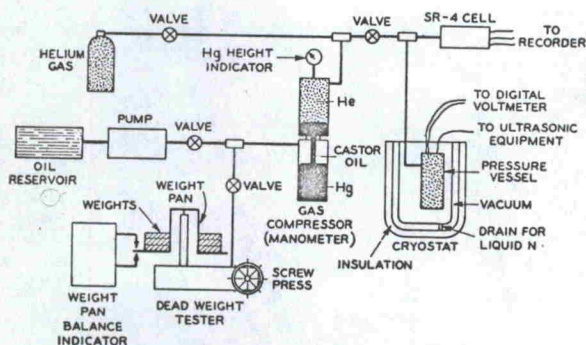 VALVE
VALVE
SR-4 CELL
TO
RECORDER
HELIUM
GAS
Hg HEIGHT
INDICATOR
He
TO DIGITAL
VOLTMETER
TO ULTRASONIC
EQUIPMENT
PRESSURE
VESSEL
VACUUM
DRAIN FOR
LIQUID N
CRYOSTAT
INSULATION
PUMP
VALVE
CASTOR
OIL
Hg
OIL
RESERVOIR
VALVE
GAS
COMPRESSOR
(MANOMETER)
WEIGHTS
WEIGHT
PAN
SCREW
PRESS
WEIGHT
PAN
BALANCE
INDICATOR
DEAD WEIGHT
TESTER